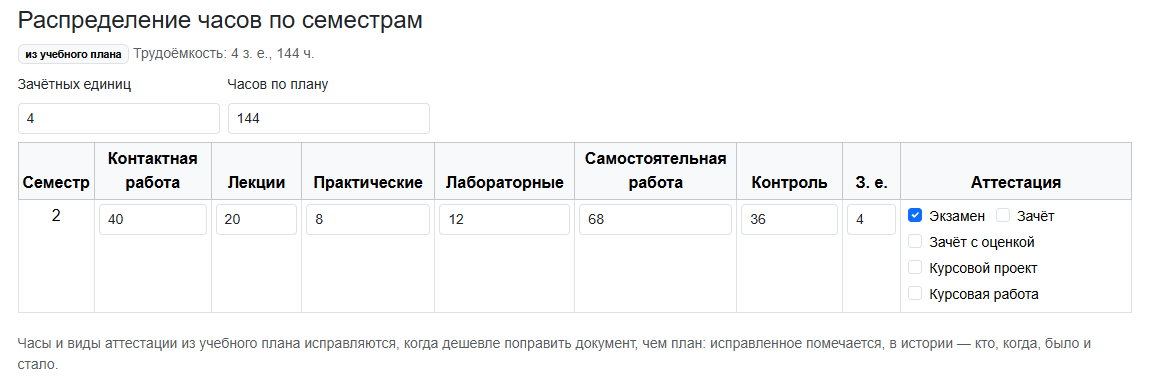 Распределение часов по семестрам
из учебного плана Трудоёмкость: 4 з. е., 144 ч.
Зачётных единиц Часов по плану
4 144
Семестр Контактная работа Лекции Практические Лабораторные Самостоятельная работа Контроль З. е. Аттестация
2 40 20 8 12 68 36 4 Экзамен Зачёт
Зачёт с оценкой
Курсовой проект
Курсовая работа
Часы и виды аттестации из учебного плана исправляются, когда дешевле поправить документ, чем план: исправленное помечается, в истории — кто, когда, было и
стало.